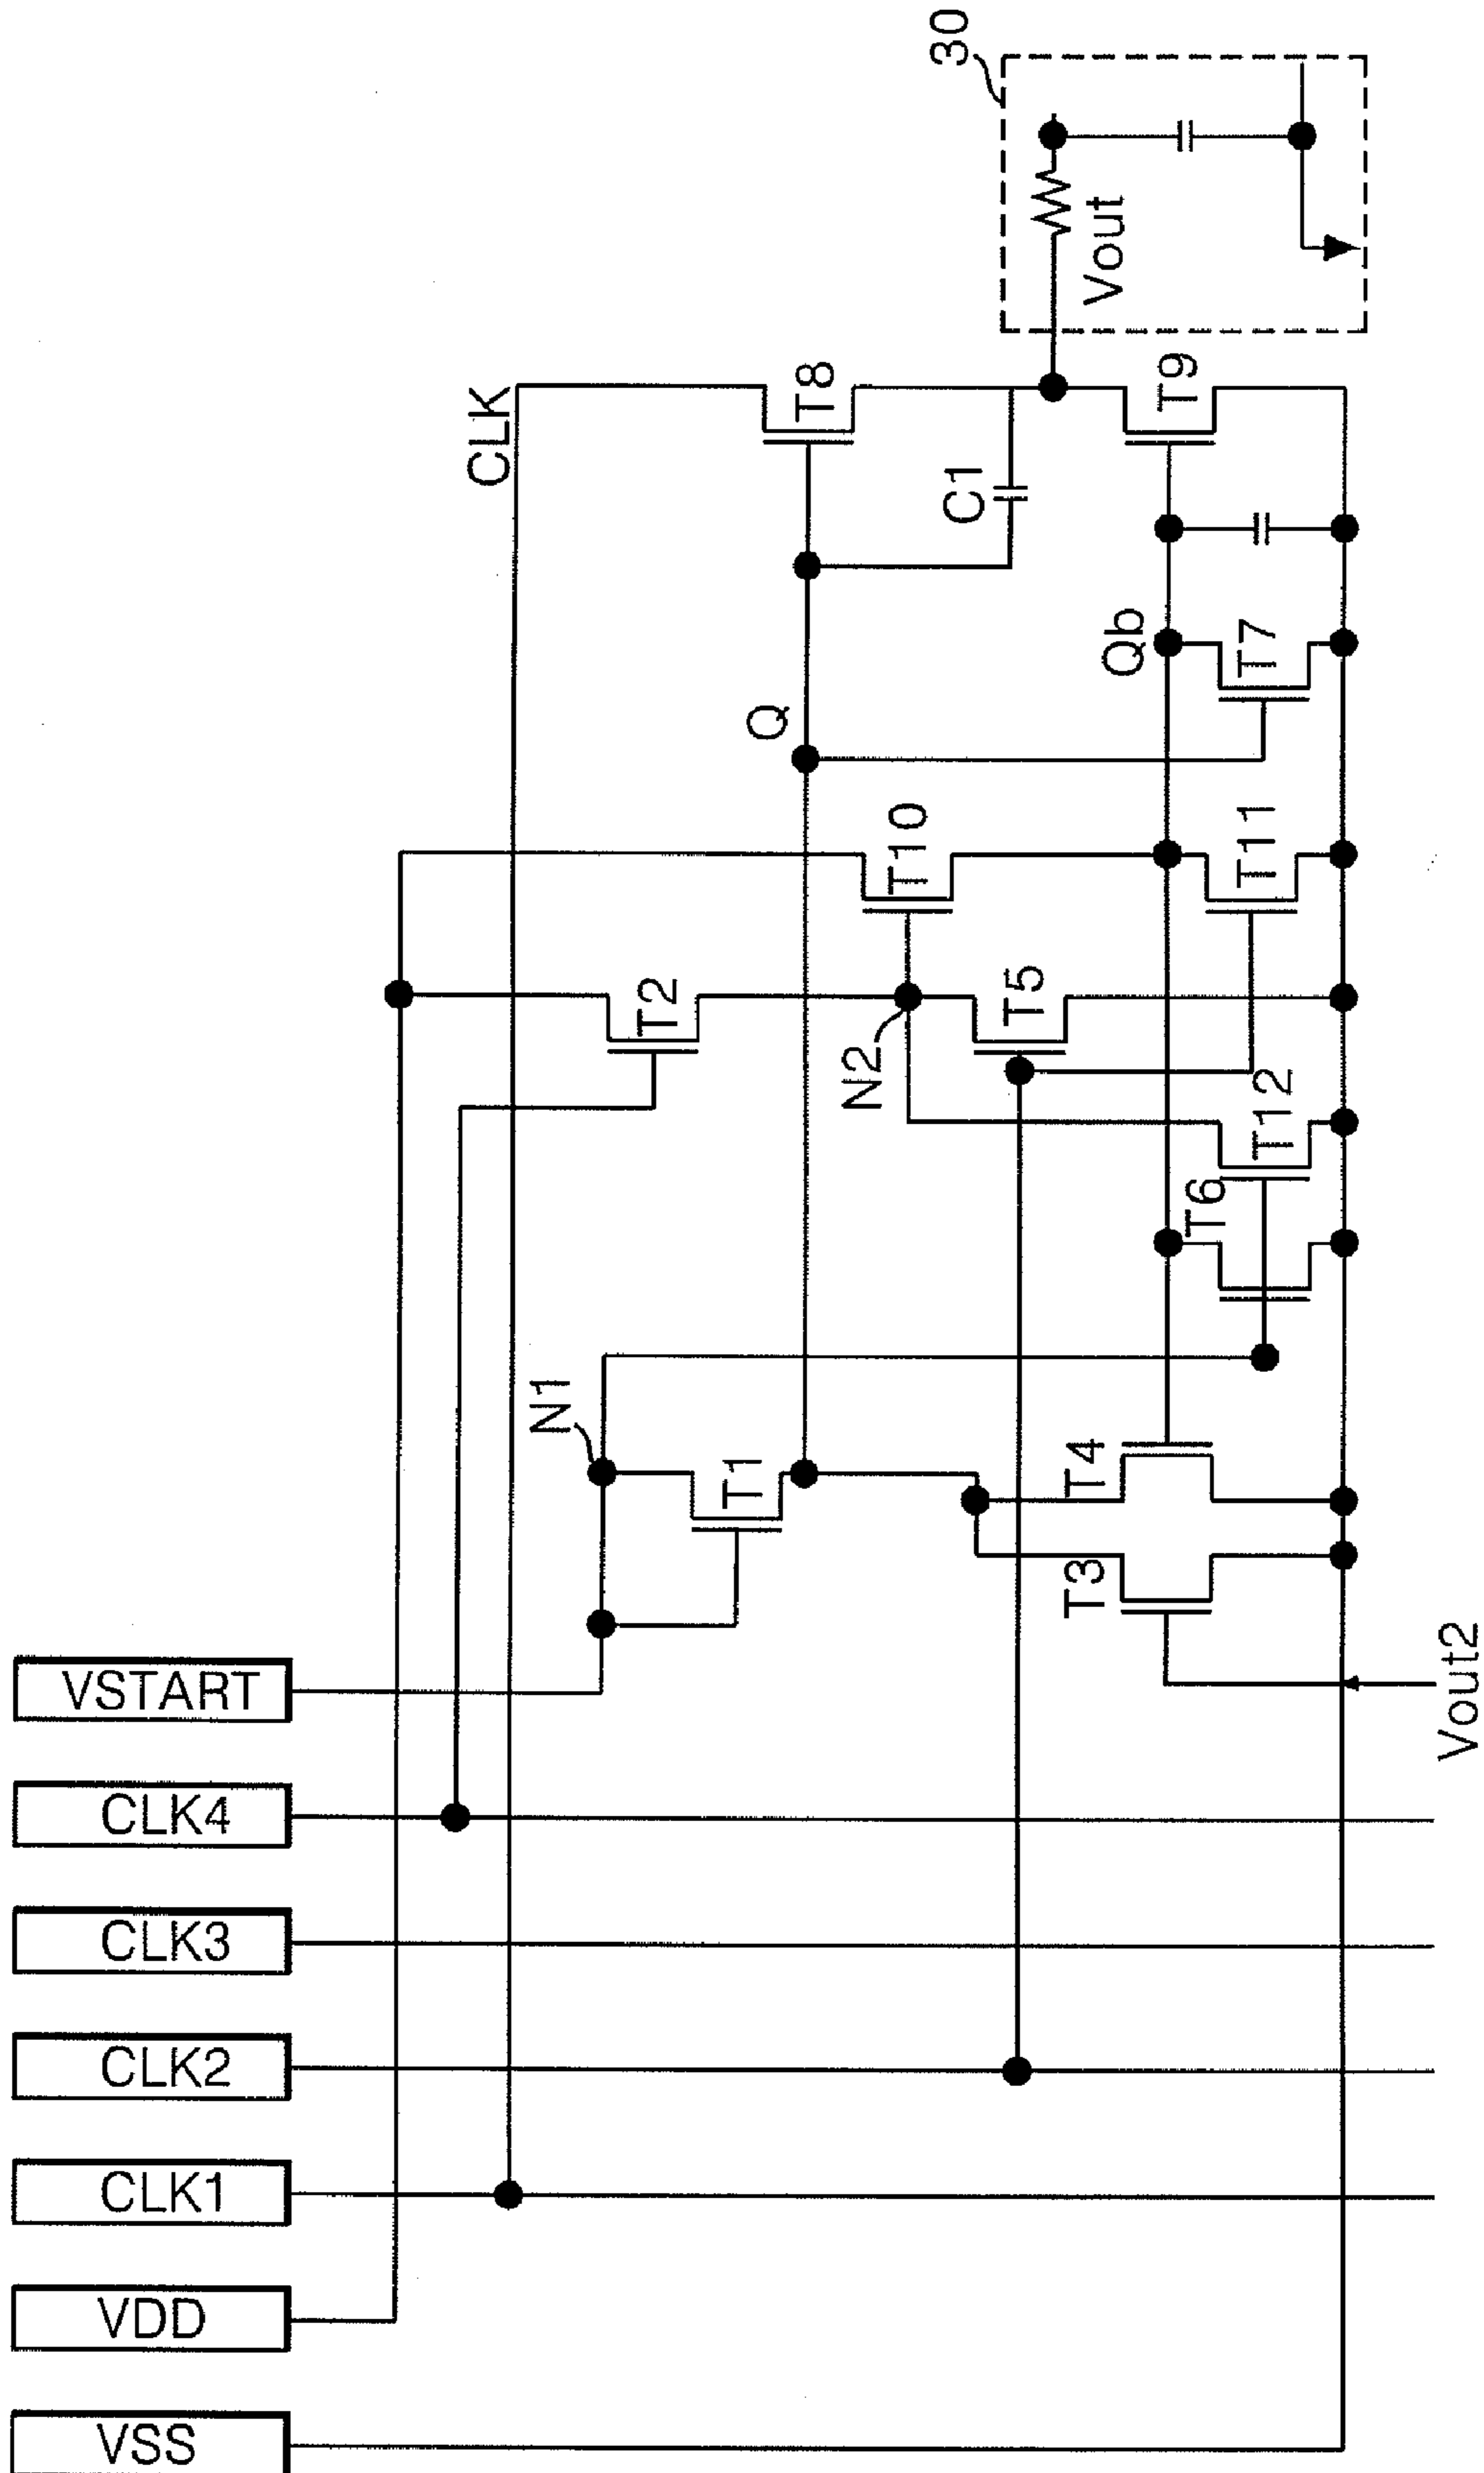 30
Vout
CLK
T8
T9
C1
Qb
T7
Q
T10
T11
T2
T5
N2
T12
T6
N1
T1
T4
T3
VSTART
Vout2
CLK4
CLK3
CLK2
CLK1
VDD
VSS